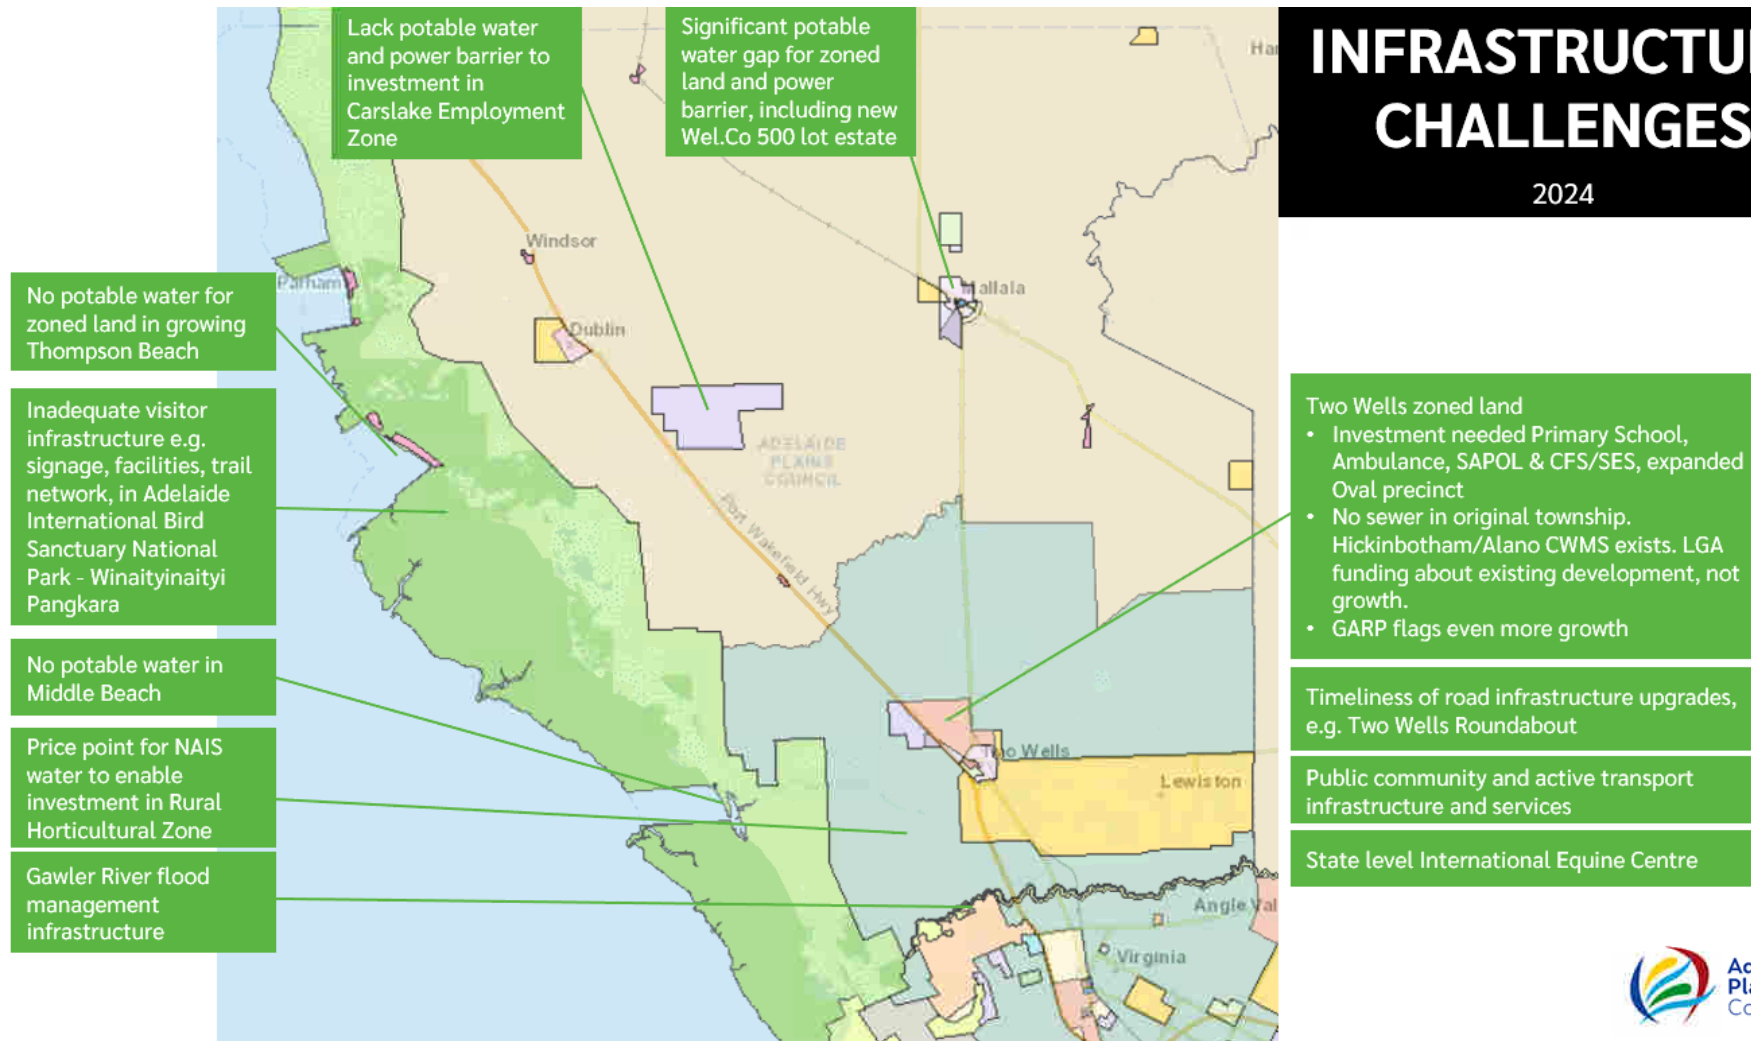 Lack potable water
and power barrier to
investment in
Carslake Employment
Zone
Significant potable
water gap for zoned
land and power
barrier, including new
Wel.Co 500 lot estate
INFRASTRUCTU
CHALLENGES
2024
Ha
Windsor
Parham
Mallala
Dublin
ADELAIDE
PLAINS
COUNCIL
Port Wakefield Hwy
Two Wells
Lewiston
Angle Val
Virginia
No potable water for
zoned land in growing
Thompson Beach
Inadequate visitor
infrastructure e.g.
signage, facilities, trail
network, in Adelaide
International Bird
Sanctuary National
Park - Winaityinaityi
Pangkara
No potable water in
Middle Beach
Price point for NAIS
water to enable
investment in Rural
Horticultural Zone
Gawler River flood
management
infrastructure
Two Wells zoned land
• Investment needed Primary School,
Ambulance, SAPOL & CFS/SES, expanded
Oval precinct
• No sewer in original township.
Hickinbotham/Alano CWMS exists. LGA
funding about existing development, not
growth.
• GARP flags even more growth
Timeliness of road infrastructure upgrades,
e.g. Two Wells Roundabout
Public community and active transport
infrastructure and services
State level International Equine Centre
Ad
Pla
Co